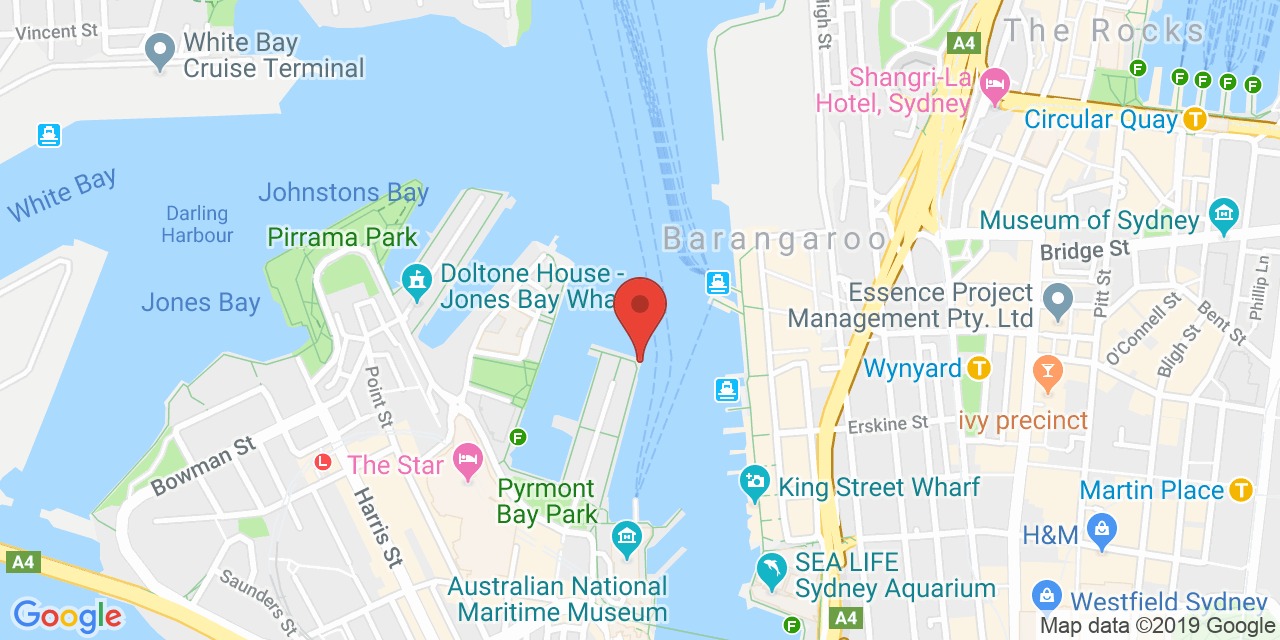 Vincent St
White Bay
Cruise Terminal
High St
A4
The Rocks
F
F
F
F
F
Shangri-La
Hotel, Sydney
Circular Quay
T
White Bay
Johnstons Bay
Darling
Harbour
Pirrama Park
Barangaroo
Museum of Sydney
Bridge St
Doltone House -
Jones Bay Wha
Jones Bay
Essence Project
Management Pty. Ltd
Pitt St
O'Connell St
Bent St
Phillip Ln
Bligh St
Wynyard
T
Point St
ivy precinct
Erskine St
Bowman St
L
F
The Star
Harris St
Pyrmont
Bay Park
King Street Wharf
Martin Place
T
H&M
A4
Saunders St
Australian National
Maritime Museum
SEA LIFE
Sydney Aquarium
Westfield Sydney
Google
F
A4
Map data ©2019 Google